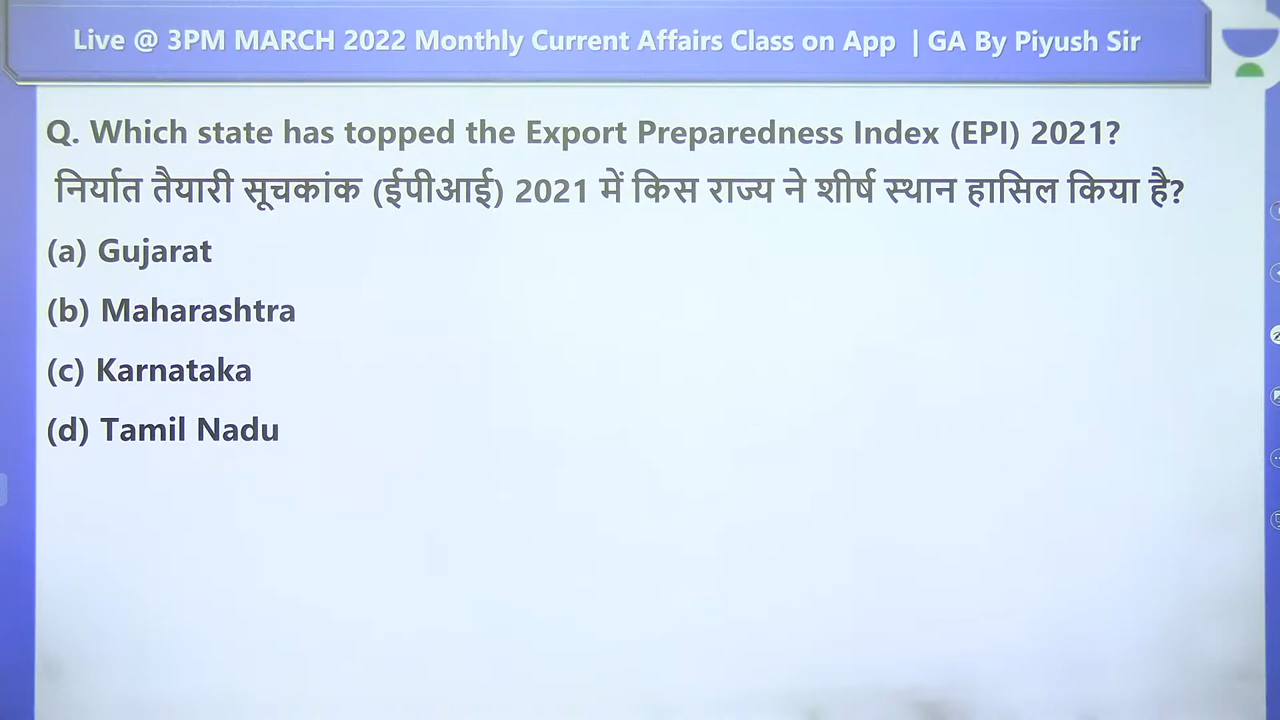 Live @ 3PM MARCH 2022 Monthly Current Affairs Class on App | GA By Piyush Sir
Q. Which state has topped the Export Preparedness Index (EPI) 2021?
निर्यात तैयारी सूचकांक (ईपीआई) 2021 में किस राज्य ने शीर्ष स्थान हासिल किया है?
(a) Gujarat
(b) Maharashtra
(c) Karnataka
(d) Tamil Nadu